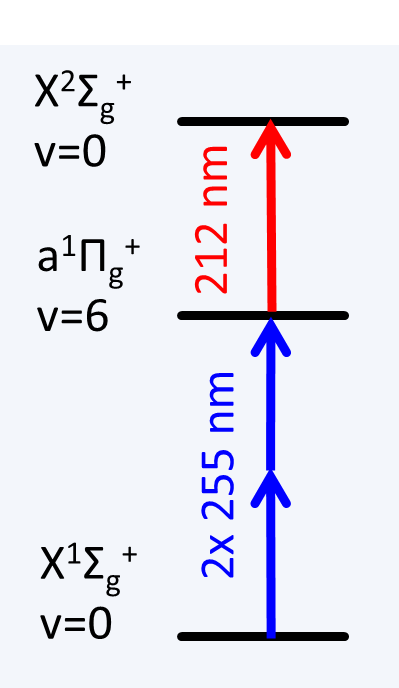 X²Σg⁺
v=0
212 nm
a¹Πg⁺
v=6
2x 255 nm
X¹Σg⁺
v=0